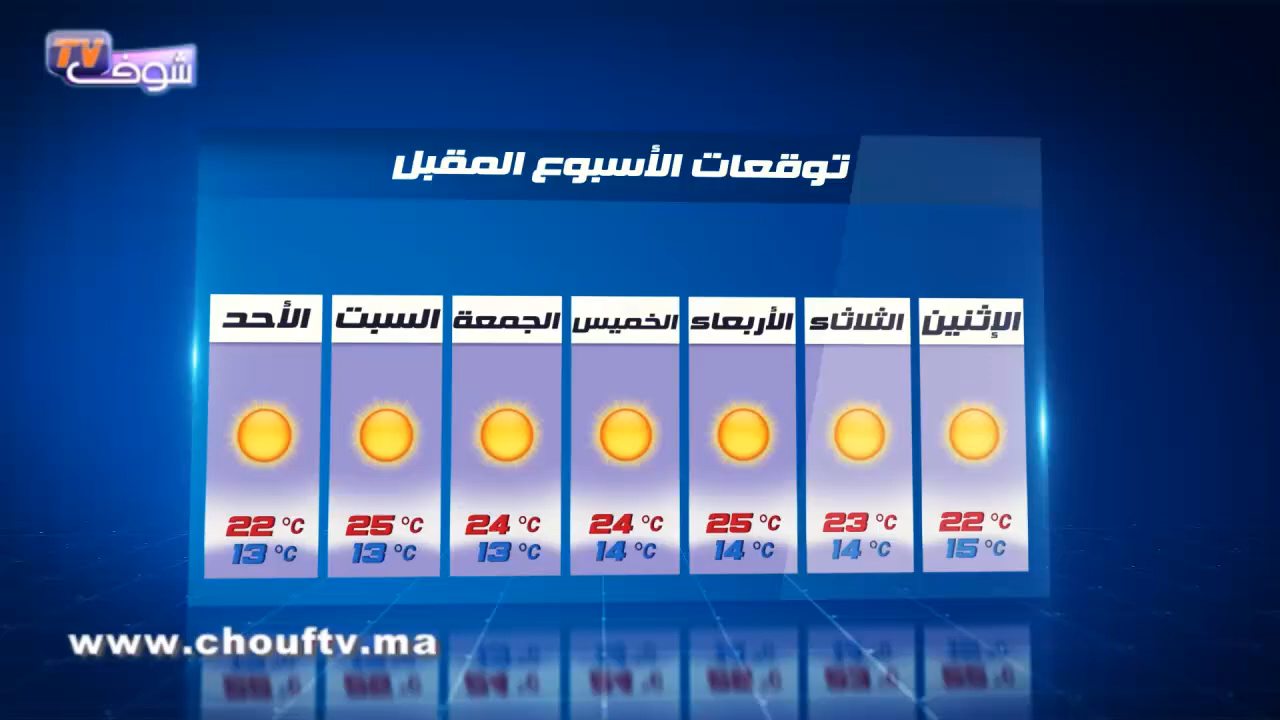 TV شوف
توقعات الأسبوع المقبل
الإثنين الثلاثاء الأربعاء الخميس الجمعة السبت الأحد
22 °C 23 °C 25 °C 24 °C 24 °C 25 °C 22 °C
15 °C 14 °C 14 °C 14 °C 13 °C 13 °C 13 °C
www.chouftv.ma